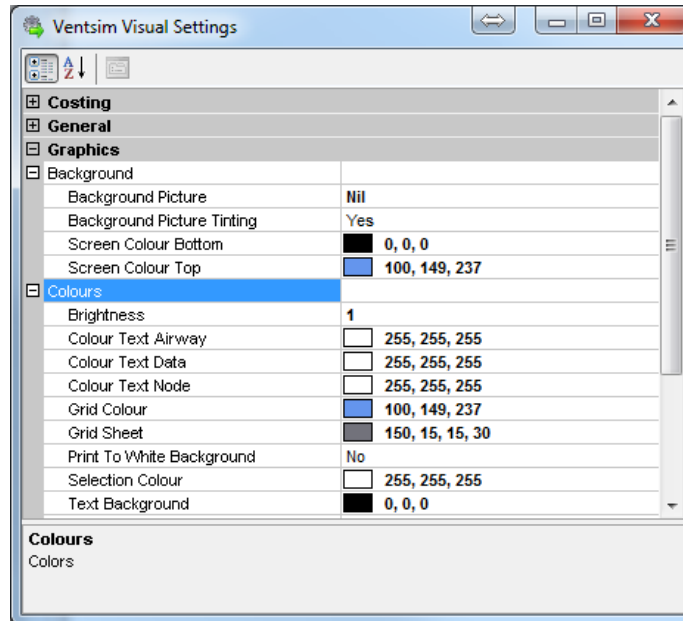 Ventsim Visual Settings
Costing
General
Graphics
Background
Background Picture Nil
Background Picture Tinting Yes
Screen Colour Bottom 0, 0, 0
Screen Colour Top 100, 149, 237
Colours
Brightness 1
Colour Text Airway 255, 255, 255
Colour Text Data 255, 255, 255
Colour Text Node 255, 255, 255
Grid Colour 100, 149, 237
Grid Sheet 150, 15, 15, 30
Print To White Background No
Selection Colour 255, 255, 255
Text Background 0, 0, 0
Colours
Colors